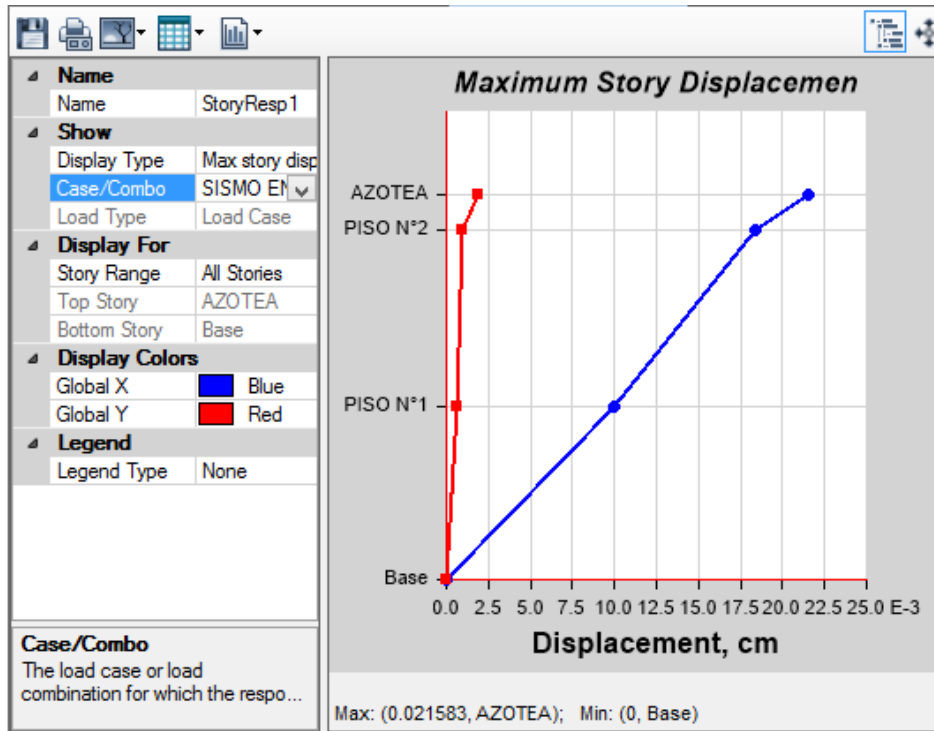 Name
Name StoryResp1
Show
Display Type Max story disp
Case/Combo SISMO EN
Load Type Load Case
Display For
Story Range All Stories
Top Story AZOTEA
Bottom Story Base
Display Colors
Global X Blue
Global Y Red
Legend
Legend Type None
Case/Combo
The load case or load
combination for which the respo...
Maximum Story Displacemen
AZOTEA
PISO N°2
PISO N°1
Base
0.0 2.5 5.0 7.5 10.0 12.5 15.0 17.5 20.0 22.5 25.0 E-3
Displacement, cm
Max: (0.021583, AZOTEA); Min: (0, Base)